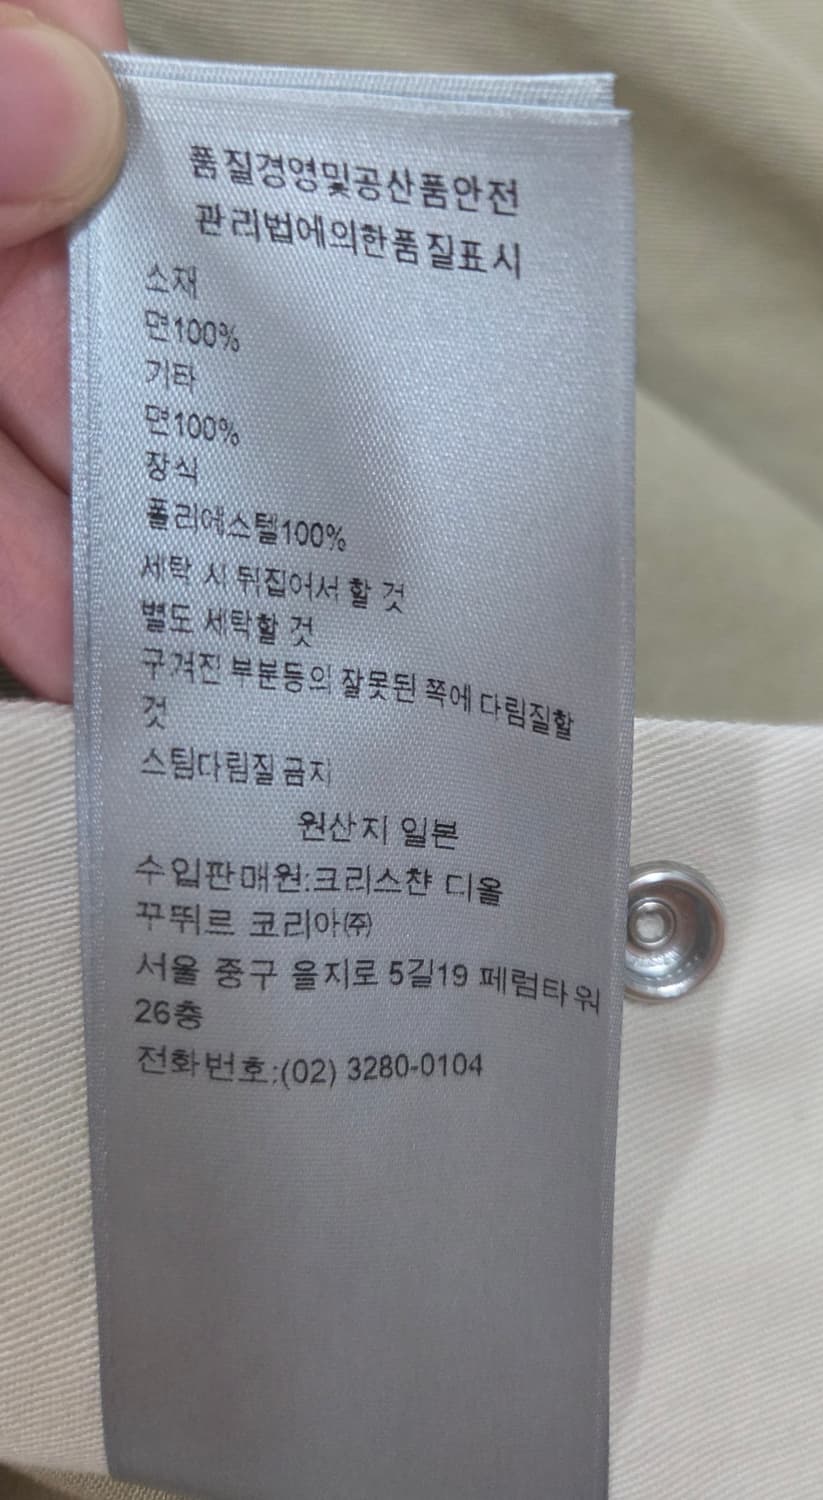 품질경영및공산품안전
관리법에의한품질표시
소재
면100%
기타
면100%
장식
폴리에스텔100%
세탁 시 뒤집어서 할 것
별도 세탁할 것
구겨진 부분등의 잘못된 쪽에 다림질할
것
스팀다림질 금지
원산지 일본
수입판매원:크리스챤 디올
꾸뛰르 코리아㈜
서울 중구 을지로 5길19 페럼타워
26층
전화번호:(02) 3280-0104